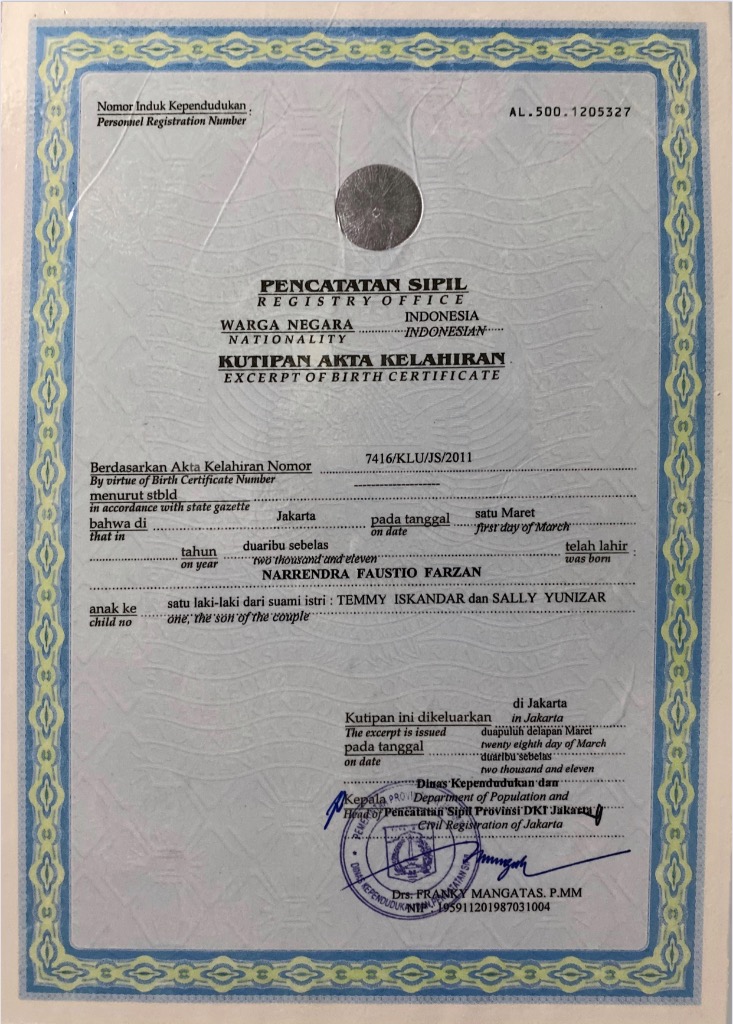 Nomor Induk Kependudukan :
Personnel Registration Number
AL.500.1205327
PENCATATAN SIPIL
REGISTRY OFFICE
WARGA NEGARA INDONESIA
NATIONALITY INDONESIAN
KUTIPAN AKTA KELAHIRAN
EXCERPT OF BIRTH CERTIFICATE
Berdasarkan Akta Kelahiran Nomor 7416/KLU/JS/2011
By virtue of Birth Certificate Number
menurut stbld
in accordance with state gazette
bahwa di Jakarta pada tanggal satu Maret
that in on date first day of March
tahun duaribu sebelas telah lahir :
on year two thousand and eleven was born
NARRENDRA FAUSTIO FARZAN
anak ke satu laki-laki dari suami istri : TEMMY ISKANDAR dan SALLY YUNIZAR
child no one, the son of the couple
di Jakarta
Kutipan ini dikeluarkan in Jakarta
The excerpt is issued duapuluh delapan Maret
pada tanggal twenty eighth day of March
on date duaribu sebelas
two thousand and eleven
Dinas Kependudukan dan
Kepala Department of Population and
Head of Pencatatan Sipil Provinsi DKI Jakarta
Civil Registration of Jakarta
Drs. FRANKY MANGATAS. P.MM
NIP . 195911201987031004